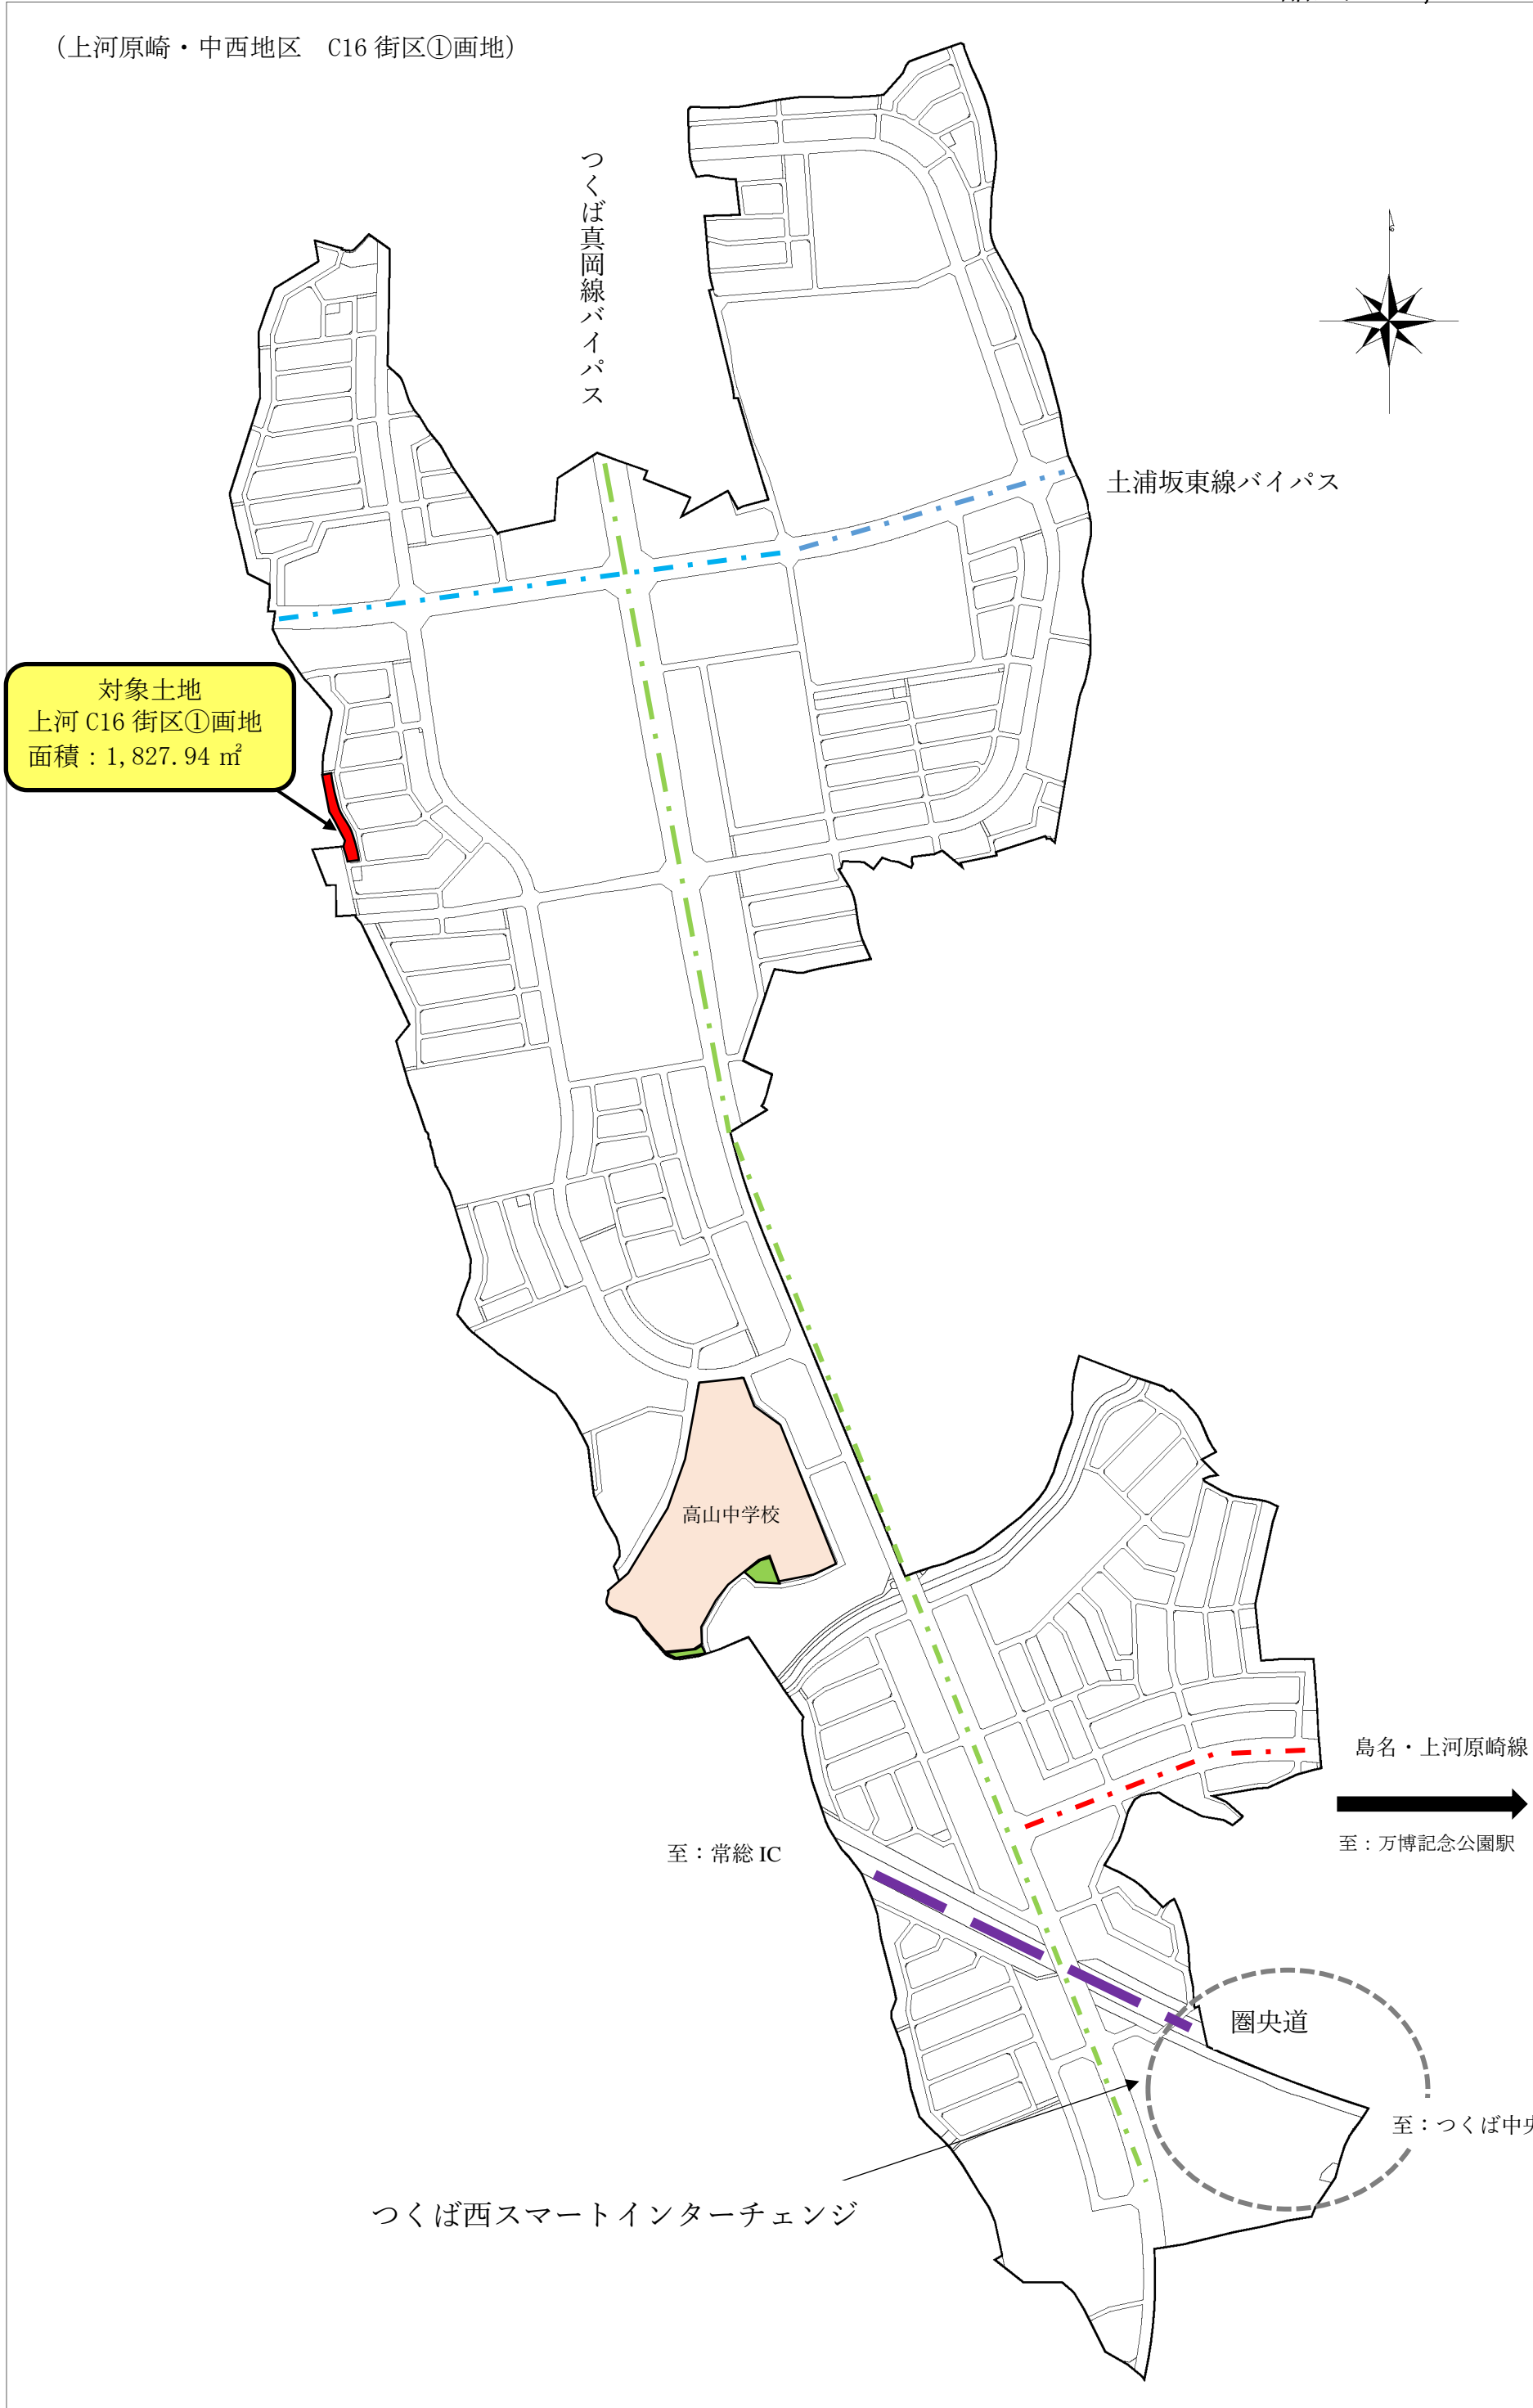 （上河原崎・中西地区　C16 街区①画地）
つくば真岡線バイパス
土浦坂東線バイパス
対象土地
上河 C16 街区①画地
面積：1,827.94 ㎡
高山中学校
島名・上河原崎線
至：万博記念公園駅
至：常総 IC
圏央道
至：つくば中央
つくば西スマートインターチェンジ